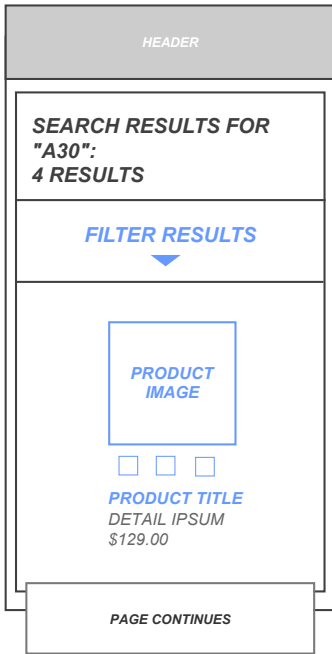 HEADER
SEARCH RESULTS FOR
"A30":
4 RESULTS
FILTER RESULTS
PRODUCT
IMAGE
PRODUCT TITLE
DETAIL IPSUM
$129.00
PAGE CONTINUES